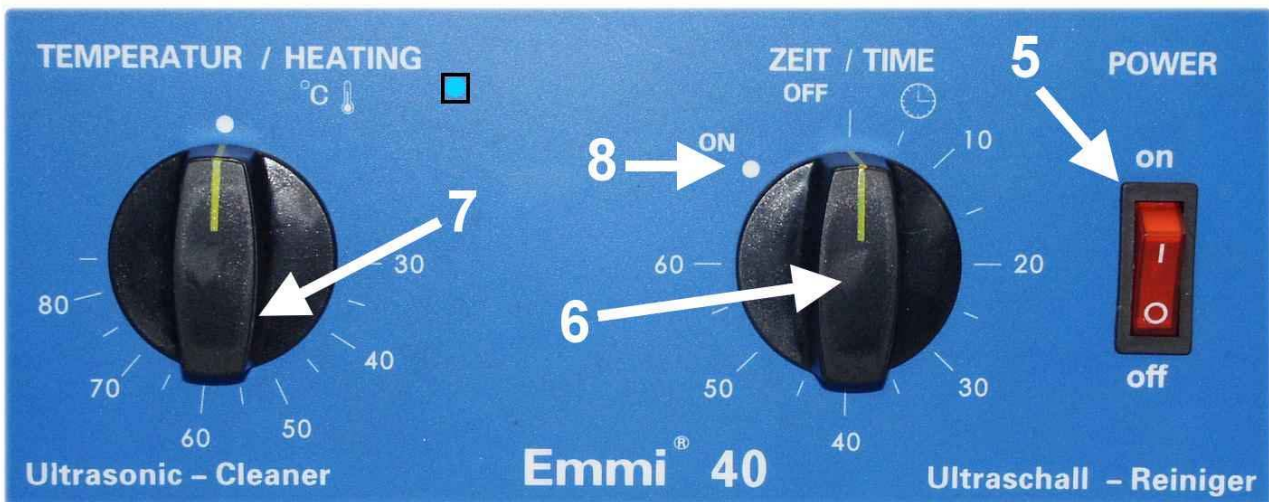 TEMPERATUR / HEATING
°C
30
40
50
60
70
80
7
ZEIT / TIME
OFF
ON
8
10
20
30
40
50
60
6
5
POWER
on
I
O
off
Ultrasonic – Cleaner
Emmi® 40
Ultraschall – Reiniger